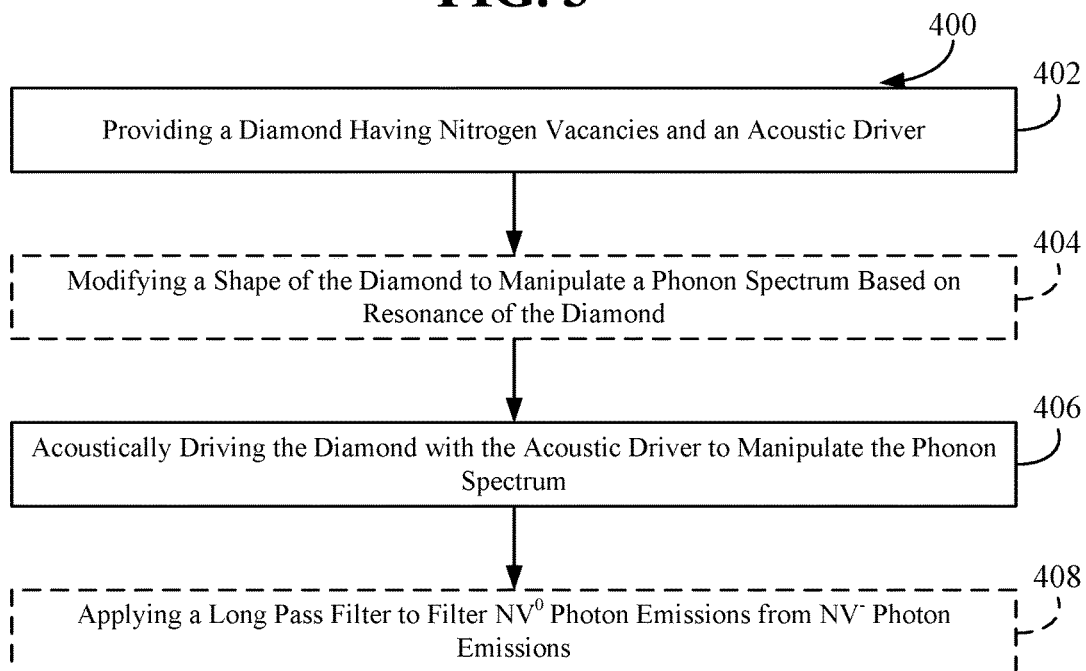 FIG. 5
400
402
Providing a Diamond Having Nitrogen Vacancies and an Acoustic Driver
404
Modifying a Shape of the Diamond to Manipulate a Phonon Spectrum Based on
Resonance of the Diamond
406
Acoustically Driving the Diamond with the Acoustic Driver to Manipulate the Phonon
Spectrum
408
Applying a Long Pass Filter to Filter NV⁰ Photon Emissions from NV⁻ Photon
Emissions